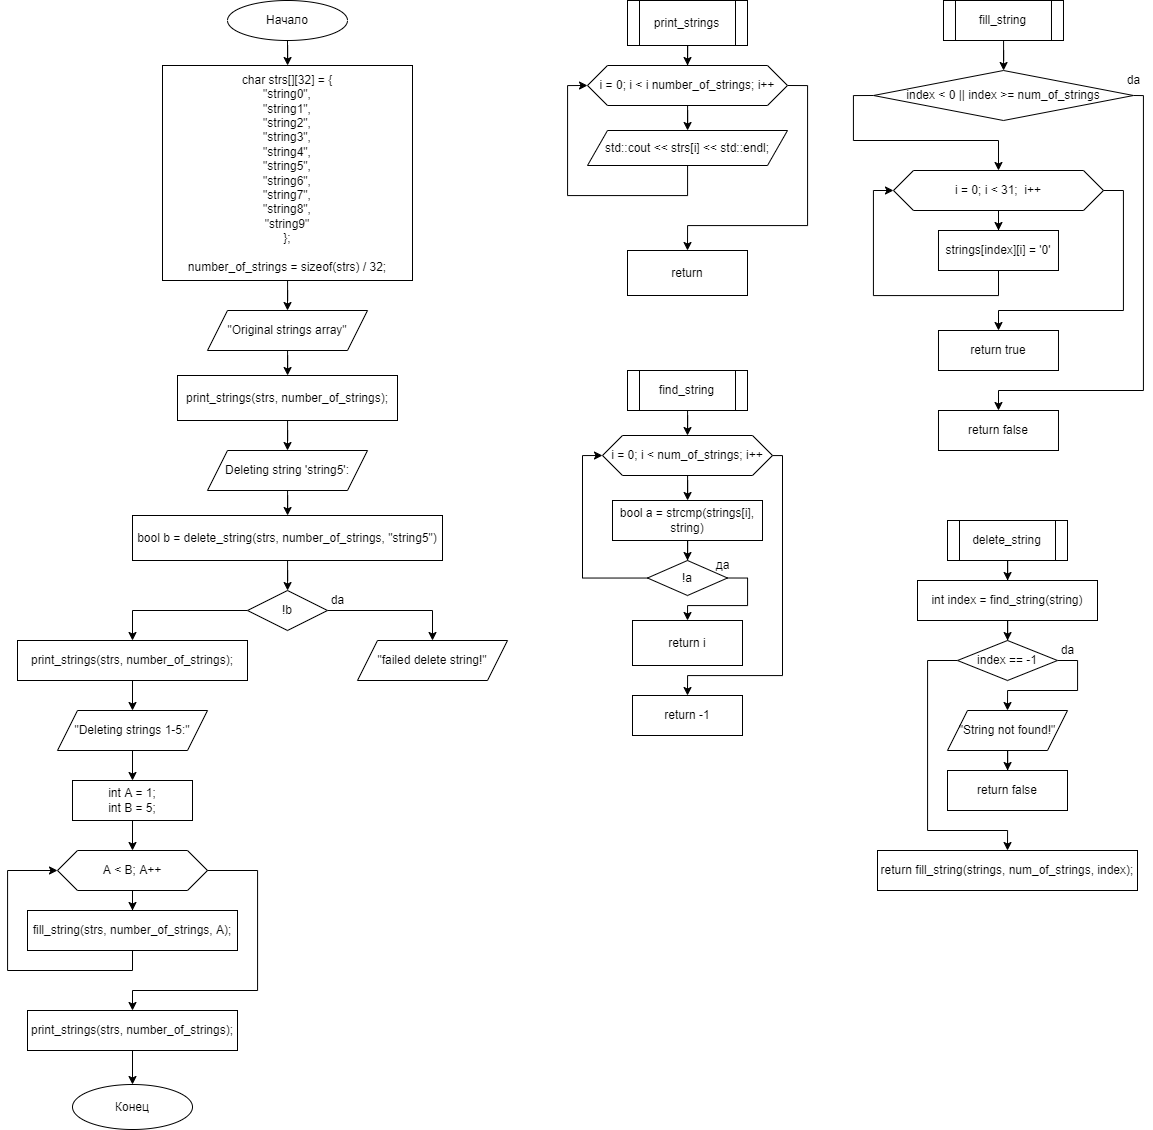 Начало
char strs[][32] = {
"string0",
"string1",
"string2",
"string3",
"string4",
"string5",
"string6",
"string7",
"string8",
"string9"
};
number_of_strings = sizeof(strs) / 32;
"Original strings array"
print_strings(strs, number_of_strings);
Deleting string 'string5':
bool b = delete_string(strs, number_of_strings, "string5")
!b
da
"failed delete string!"
print_strings(strs, number_of_strings);
"Deleting strings 1-5:"
int A = 1;
int B = 5;
A < B; A++
fill_string(strs, number_of_strings, A);
print_strings(strs, number_of_strings);
Конец
print_strings
i = 0; i < i number_of_strings; i++
std::cout << strs[i] << std::endl;
return
find_string
i = 0; i < num_of_strings; i++
bool a = strcmp(strings[i],
string)
!a
да
return i
return -1
fill_string
index < 0 || index >= num_of_strings
da
i = 0; i < 31;  i++
strings[index][i] = '0'
return true
return false
delete_string
int index = find_string(string)
index == -1
da
"String not found!"
return false
return fill_string(strings, num_of_strings, index);